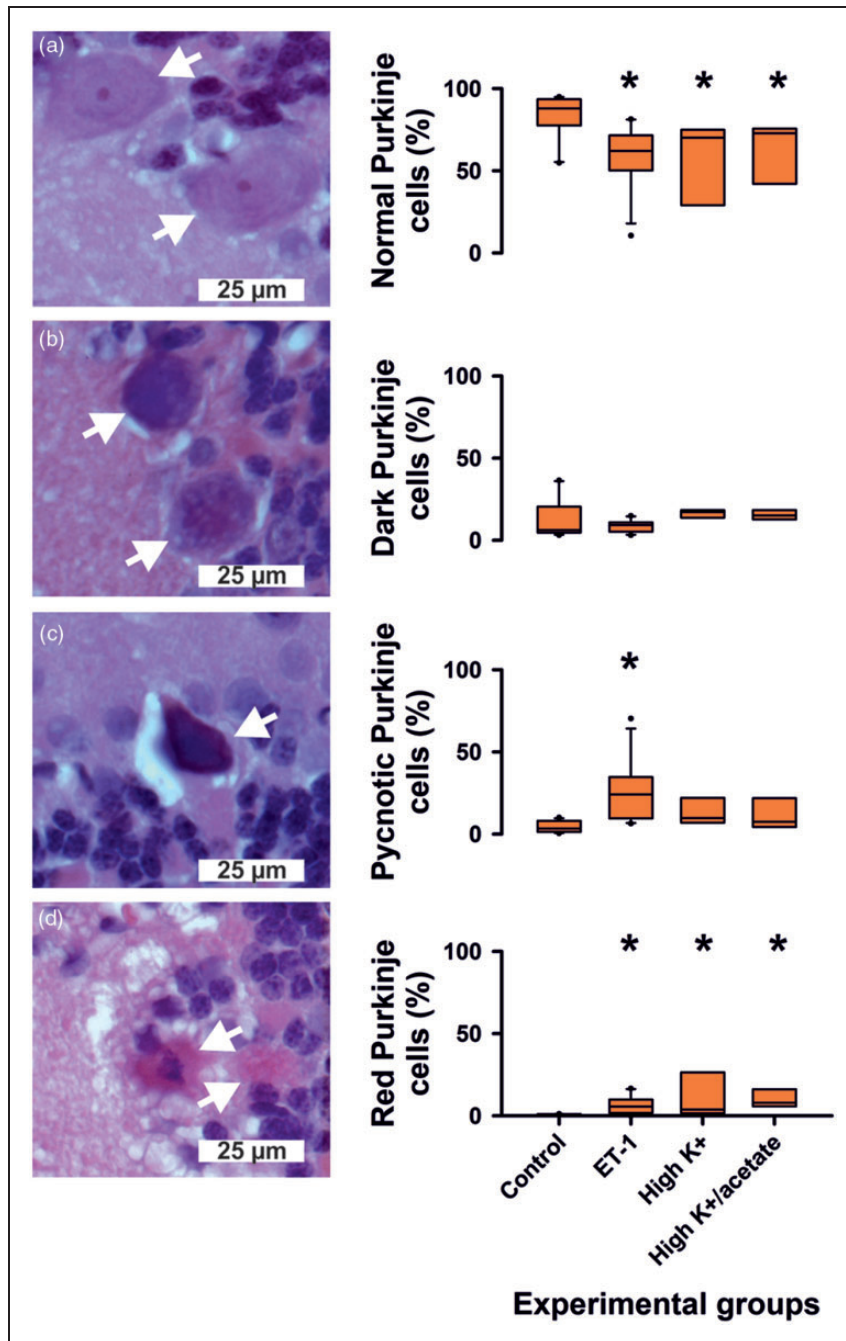 (a)
25 µm
Normal Purkinje
cells (%)
100
50
0
* * *
(b)
25 µm
Dark Purkinje
cells (%)
100
50
0
(c)
25 µm
Pycnotic Purkinje
cells (%)
100
50
0
*
(d)
25 µm
Red Purkinje
cells (%)
100
50
0
* * *
Control
ET-1
High K+
High K+/acetate
Experimental groups